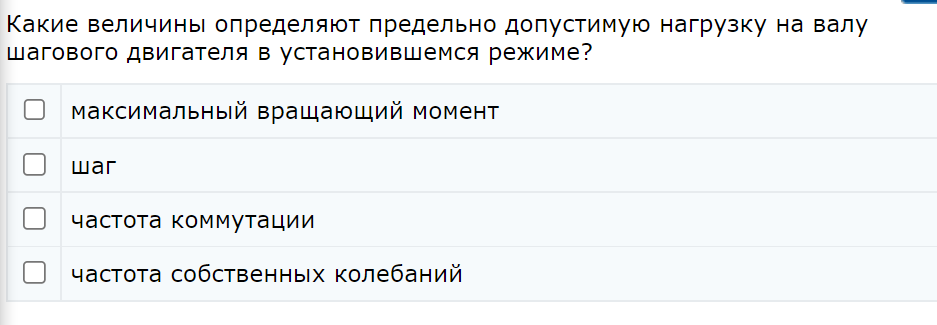 Какие величины определяют предельно допустимую нагрузку на валу
шагового двигателя в установившемся режиме?
максимальный вращающий момент
шаг
частота коммутации
частота собственных колебаний